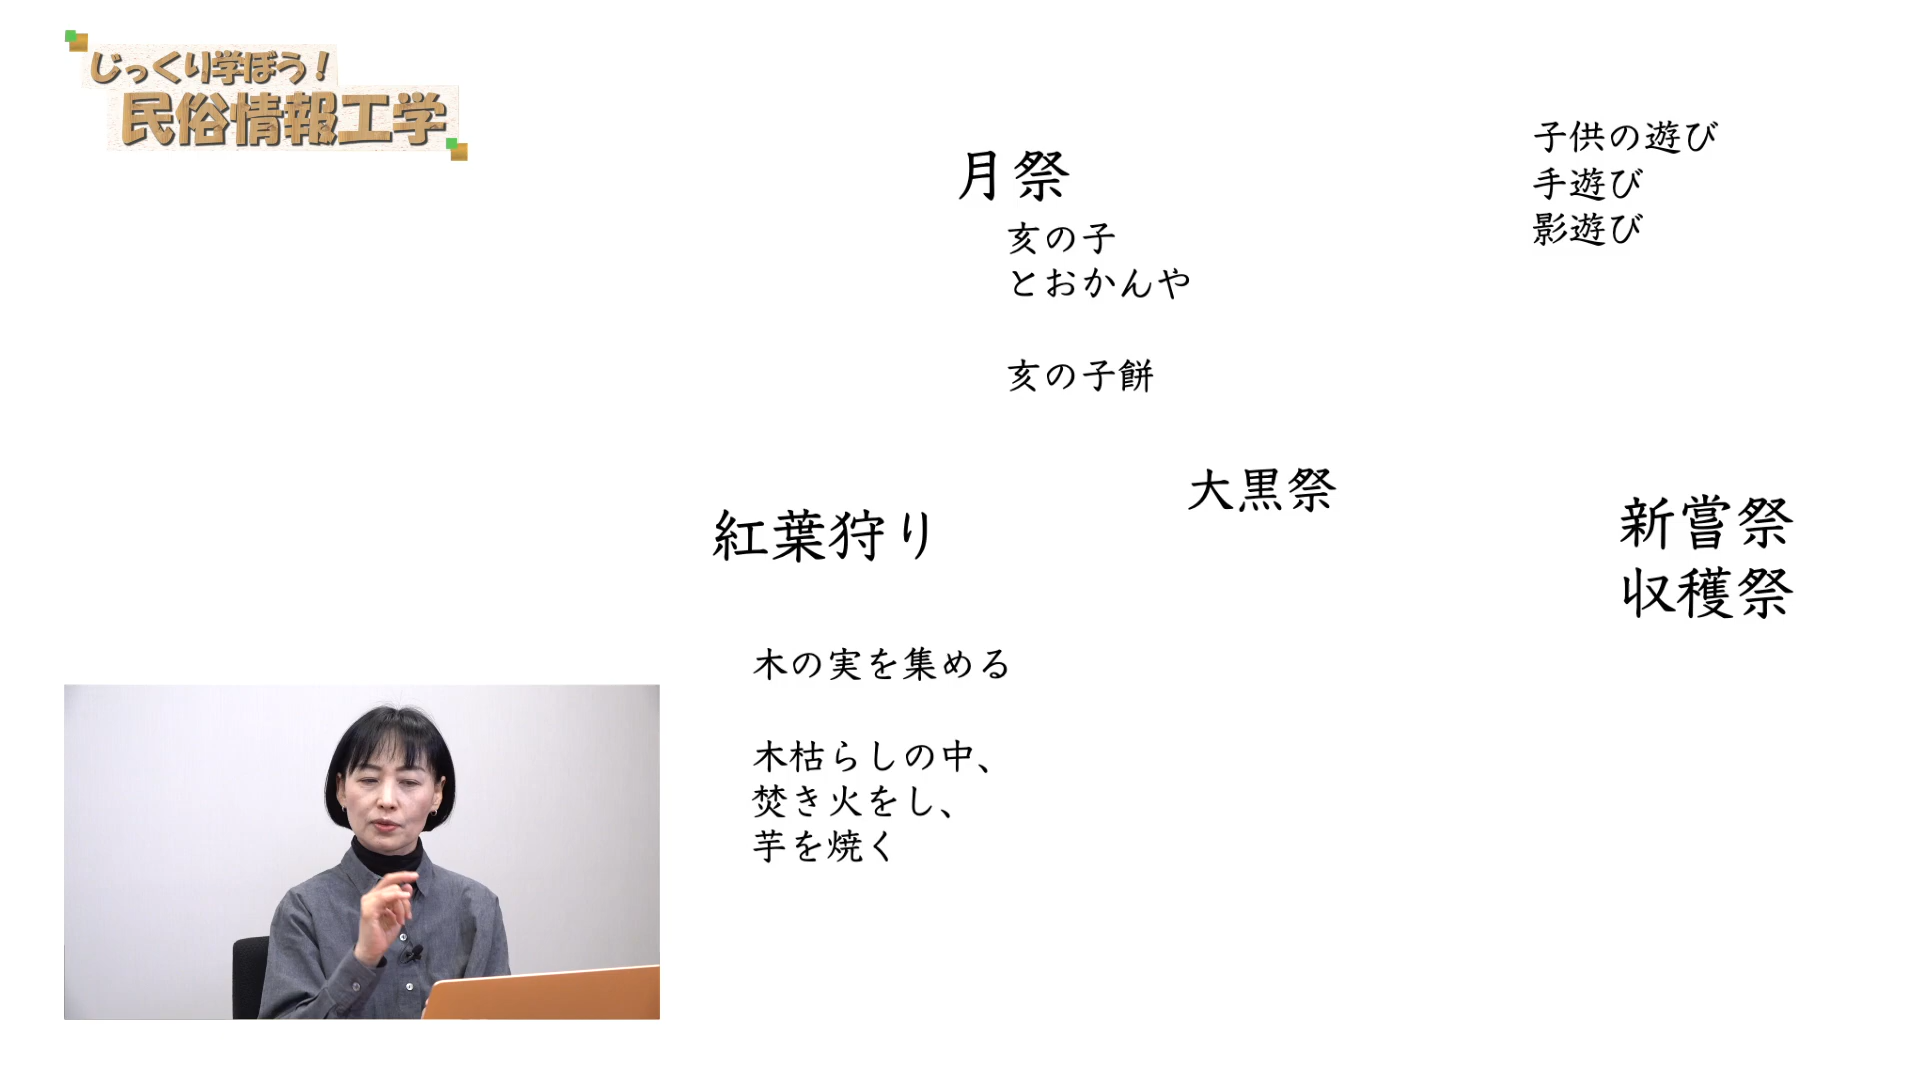 じっくり学ぼう!
民俗情報工学
月祭
亥の子
とおかんや
亥の子餅
子供の遊び
手遊び
影遊び
大黒祭
紅葉狩り
新嘗祭
収穫祭
木の実を集める
木枯らしの中、
焚き火をし、
芋を焼く